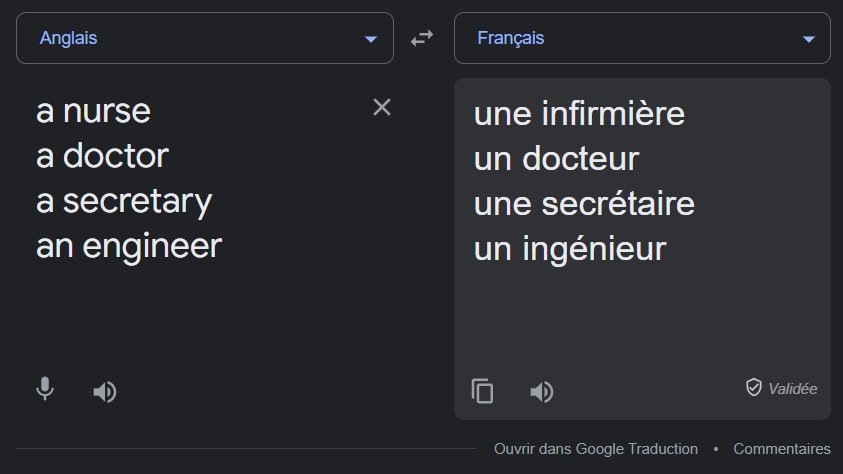 Anglais
Français
a nurse
a doctor
a secretary
an engineer
une infirmière
un docteur
une secrétaire
un ingénieur
Validée
Ouvrir dans Google Traduction • Commentaires